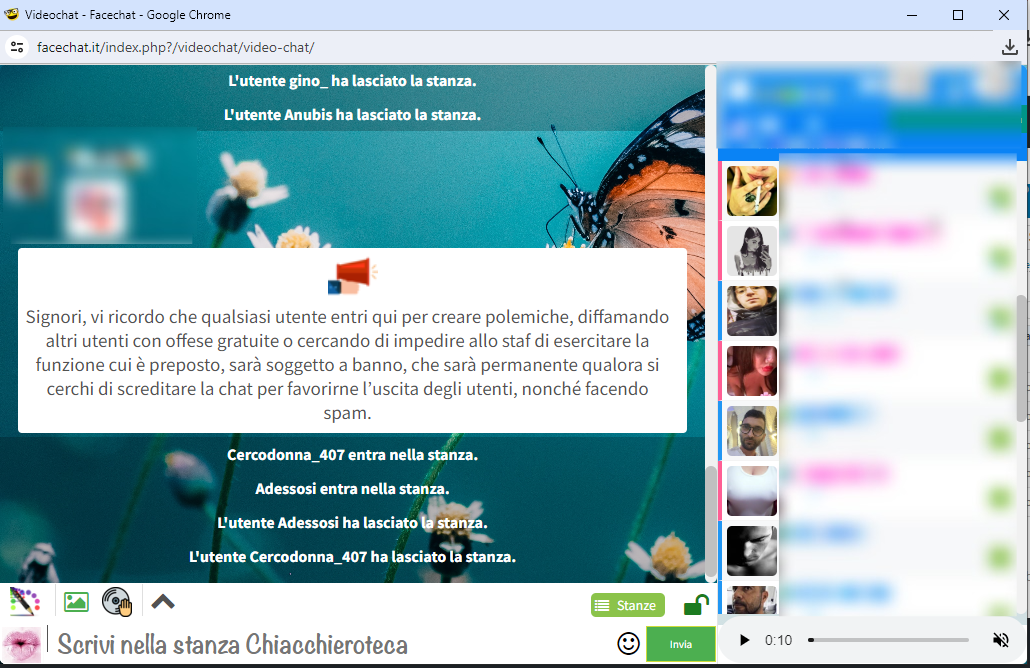 Videochat - Facechat - Google Chrome
facechat.it/index.php?/videochat/video-chat/
L'utente gino_ ha lasciato la stanza.
L'utente Anubis ha lasciato la stanza.
Signori, vi ricordo che qualsiasi utente entri qui per creare polemiche, diffamando
altri utenti con offese gratuite o cercando di impedire allo staf di esercitare la
funzione cui è preposto, sarà soggetto a banno, che sarà permanente qualora si
cerchi di screditare la chat per favorirne l’uscita degli utenti, nonché facendo
spam.
Cercodonna_407 entra nella stanza.
Adessosi entra nella stanza.
L'utente Adessosi ha lasciato la stanza.
L'utente Cercodonna_407 ha lasciato la stanza.
Stanze
Scrivi nella stanza Chiacchieroteca
Invia
0:10